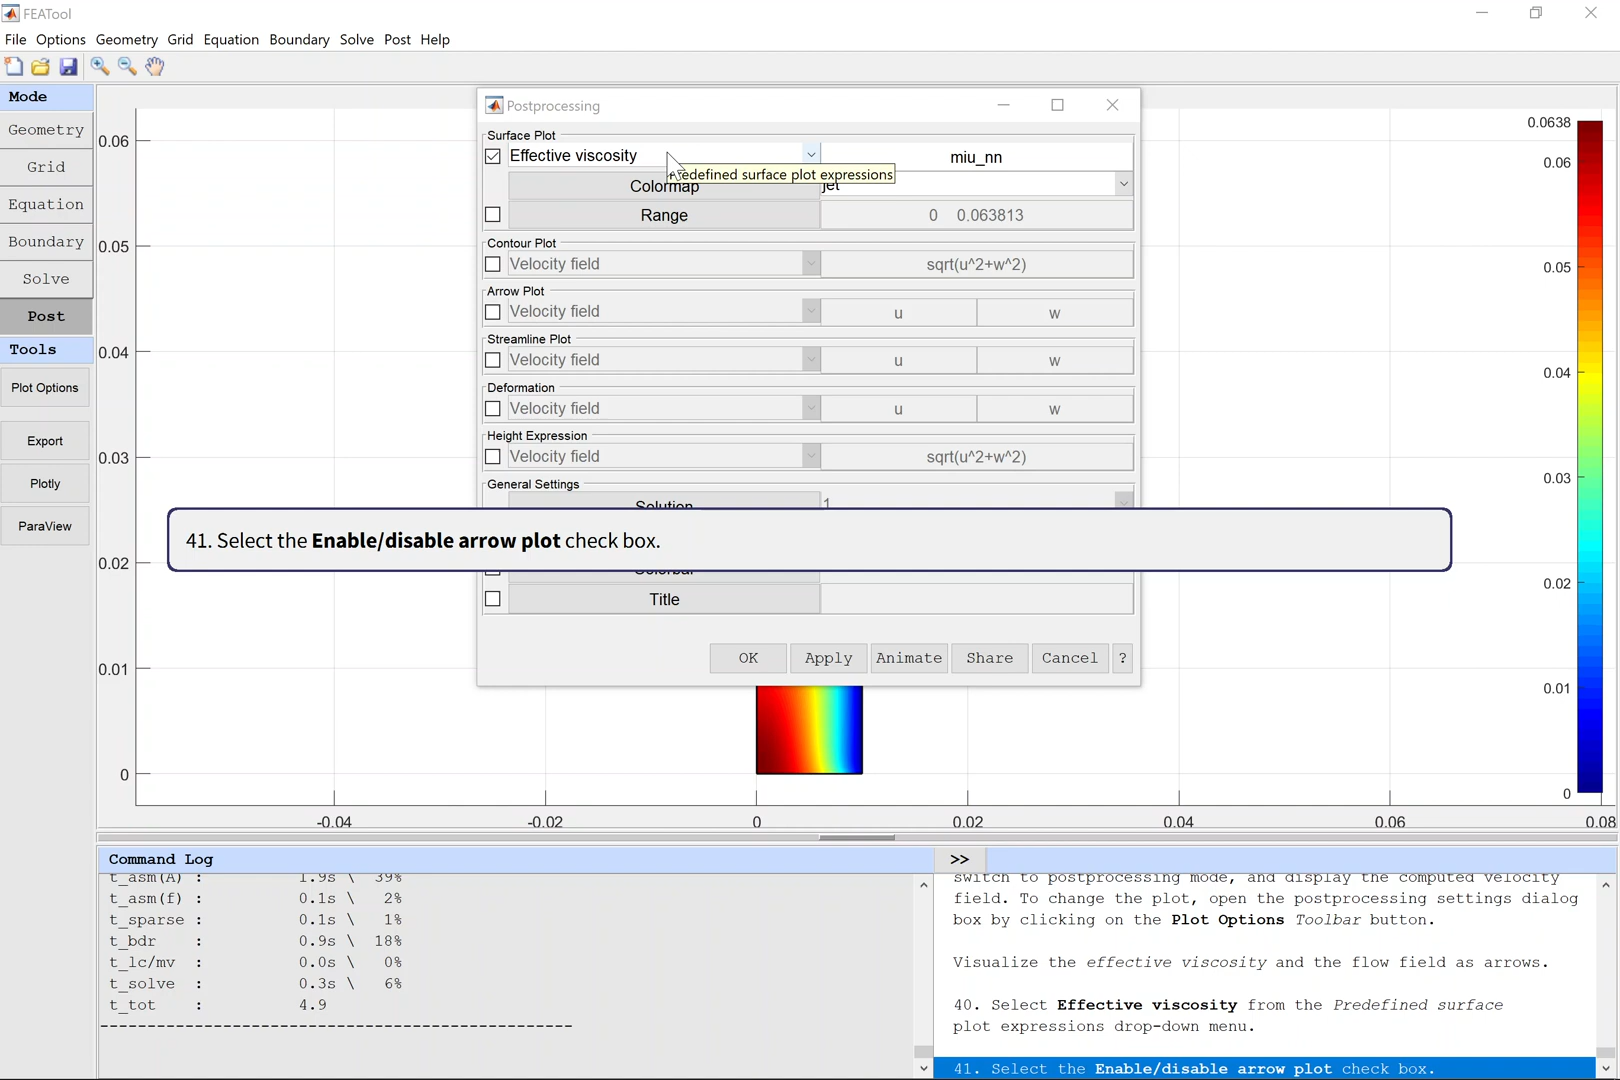 FEATool
File Options Geometry Grid Equation Boundary Solve Post Help
Mode
Geometry
Grid
Equation
Boundary
Solve
Post
Tools
Plot Options
Export
Plotly
ParaView
0.06
0.05
0.04
0.03
0.02
0.01
0
-0.04 -0.02 0 0.02 0.04 0.06 0.08
0.0638
0.06
0.05
0.04
0.03
0.02
0.01
0
Postprocessing
Surface Plot
Effective viscosity miu_nn
edefined surface plot expressions
Colormap jet
Range 0 0.063813
Contour Plot
Velocity field sqrt(u^2+w^2)
Arrow Plot
Velocity field u w
Streamline Plot
Velocity field u w
Deformation
Velocity field u w
Height Expression
Velocity field sqrt(u^2+w^2)
General Settings
Solution 1
41. Select the Enable/disable arrow plot check box.
Colorbar
Title
OK Apply Animate Share Cancel ?
Command Log
t_asm(A) : 1.9s \ 39%
t_asm(f) : 0.1s \ 2%
t_sparse : 0.1s \ 1%
t_bdr : 0.9s \ 18%
t_lc/mv : 0.0s \ 0%
t_solve : 0.3s \ 6%
t_tot : 4.9
--------------------------------------------
>>
switch to postprocessing mode, and display the computed velocity
field. To change the plot, open the postprocessing settings dialog
box by clicking on the Plot Options Toolbar button.
Visualize the effective viscosity and the flow field as arrows.
40. Select Effective viscosity from the Predefined surface
plot expressions drop-down menu.
41. Select the Enable/disable arrow plot check box.